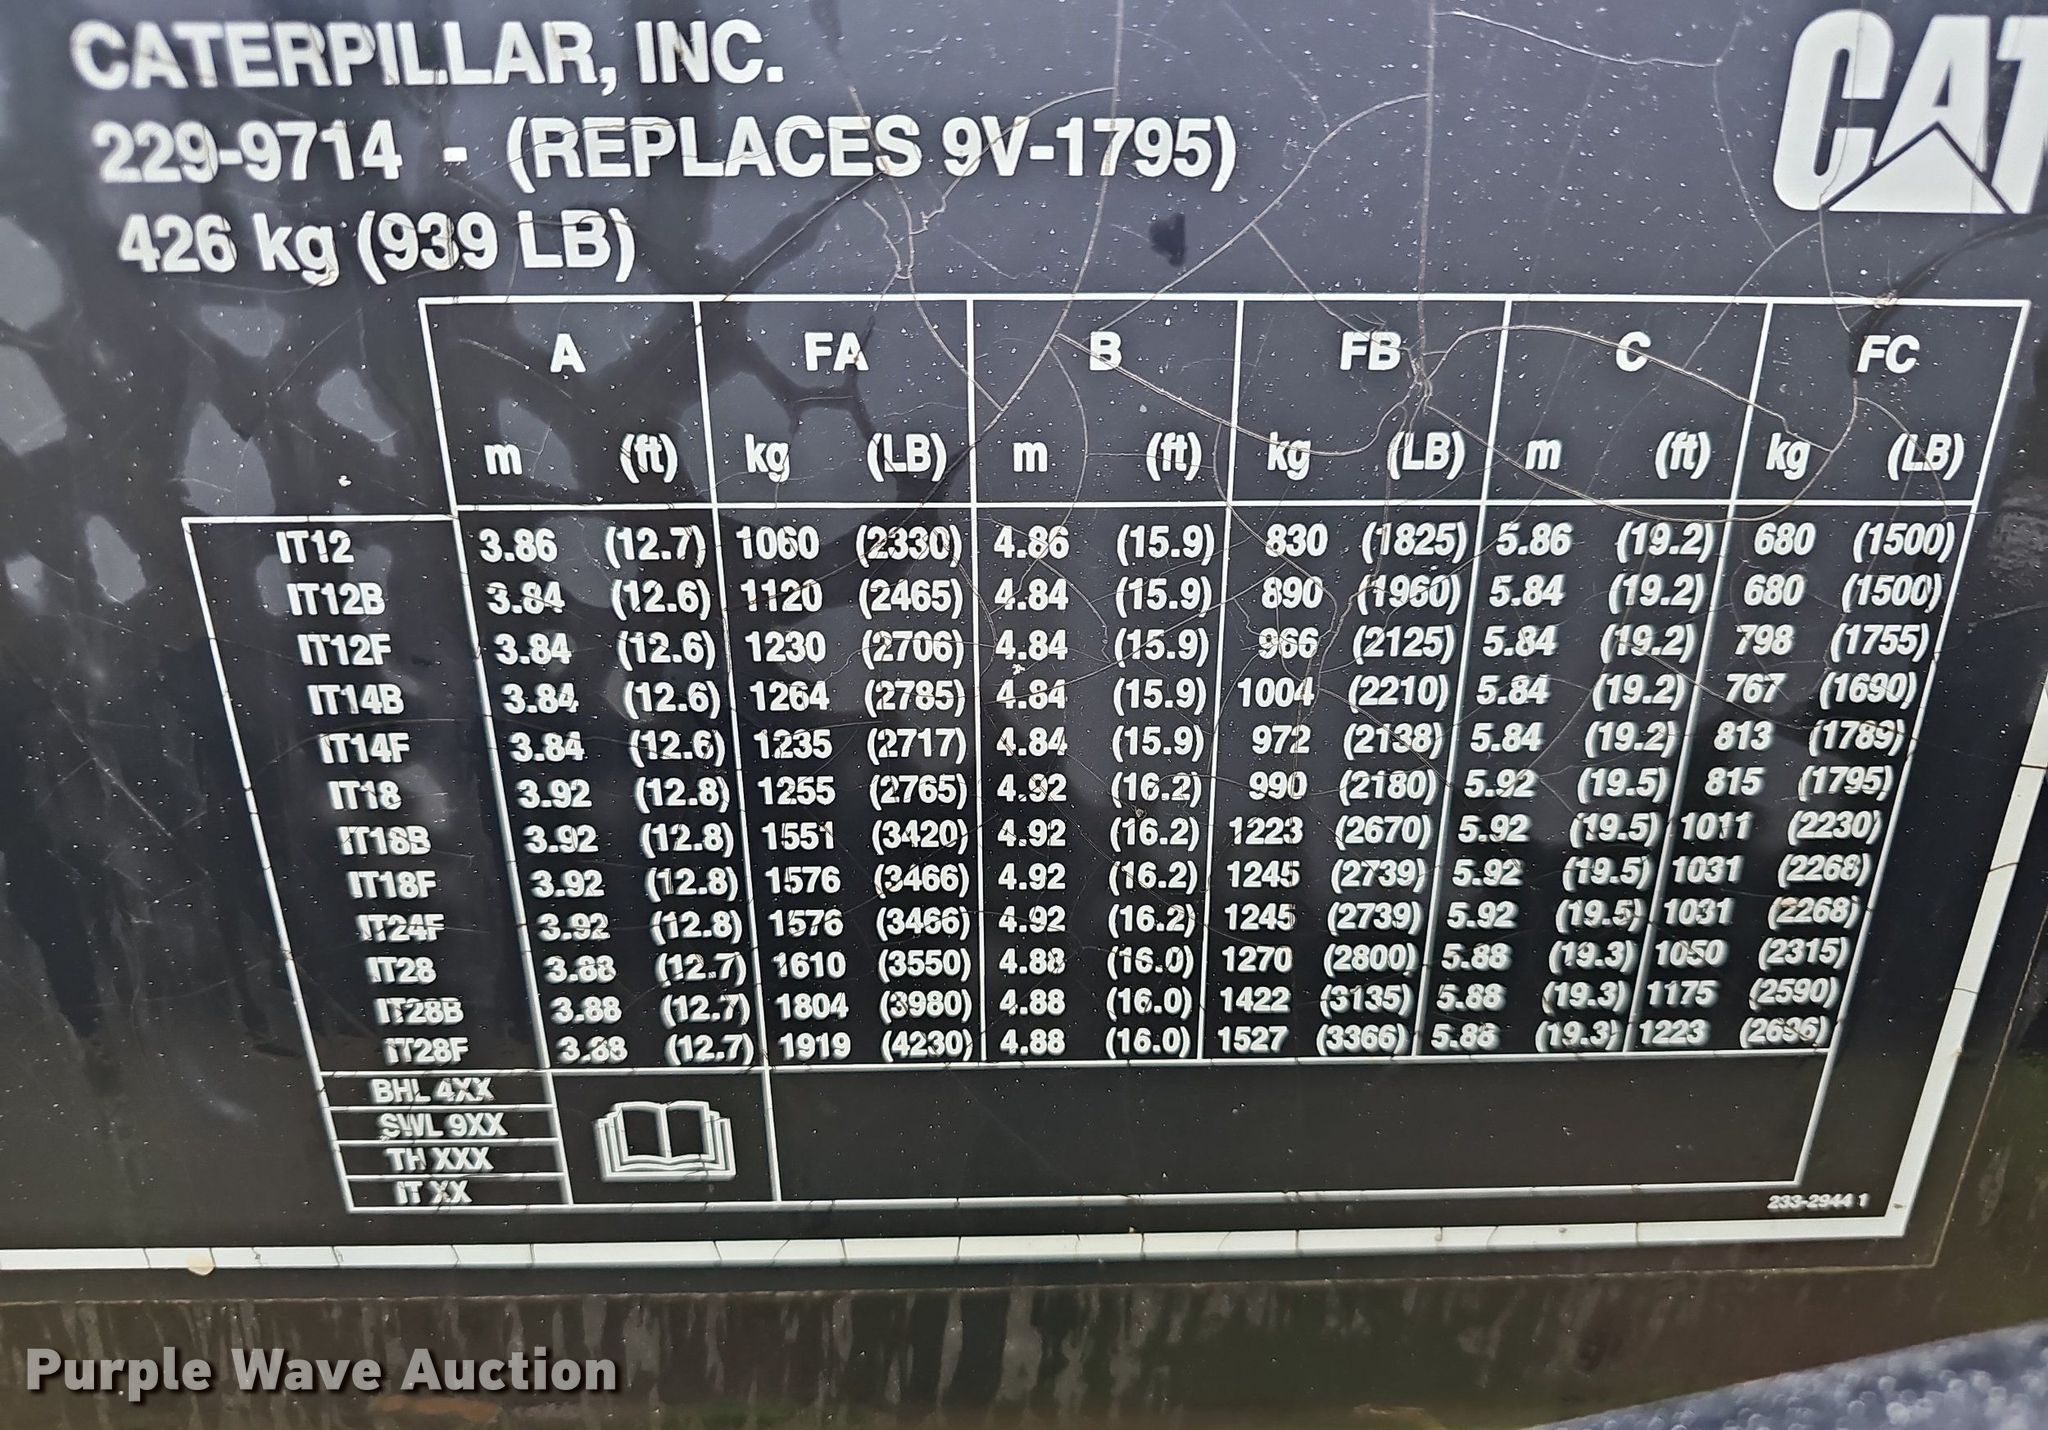 CATERPILLAR, INC.
CAT
229-9714 - (REPLACES 9V-1795)
426 kg (939 LB)
A FA B FB C FC
m (ft) kg (LB) m (ft) kg (LB) m (ft) kg (LB)
IT12 3.86 (12.7) 1060 (2330) 4.86 (15.9) 830 (1825) 5.86 (19.2) 680 (1500)
IT12B 3.84 (12.6) 1120 (2465) 4.84 (15.9) 890 (1960) 5.84 (19.2) 680 (1500)
IT12F 3.84 (12.6) 1230 (2706) 4.84 (15.9) 966 (2125) 5.84 (19.2) 798 (1755)
IT14B 3.84 (12.6) 1264 (2785) 4.84 (15.9) 1004 (2210) 5.84 (19.2) 767 (1690)
IT14F 3.84 (12.6) 1235 (2717) 4.84 (15.9) 972 (2138) 5.84 (19.2) 813 (1789)
IT18 3.92 (12.8) 1255 (2765) 4.92 (16.2) 990 (2180) 5.92 (19.5) 815 (1795)
IT18B 3.92 (12.8) 1551 (3420) 4.92 (16.2) 1223 (2670) 5.92 (19.5) 1011 (2230)
IT18F 3.92 (12.8) 1576 (3466) 4.92 (16.2) 1245 (2739) 5.92 (19.5) 1031 (2268)
IT24F 3.92 (12.8) 1576 (3466) 4.92 (16.2) 1245 (2739) 5.92 (19.5) 1031 (2268)
IT28 3.88 (12.7) 1610 (3550) 4.88 (16.0) 1270 (2800) 5.88 (19.3) 1050 (2315)
IT28B 3.88 (12.7) 1804 (3980) 4.88 (16.0) 1422 (3135) 5.88 (19.3) 1175 (2590)
IT28F 3.88 (12.7) 1919 (4230) 4.88 (16.0) 1527 (3366) 5.88 (19.3) 1223 (2696)
BHL 4XX
SWL 9XX
TH XXX
IT XX
233-2944 1
Purple Wave Auction